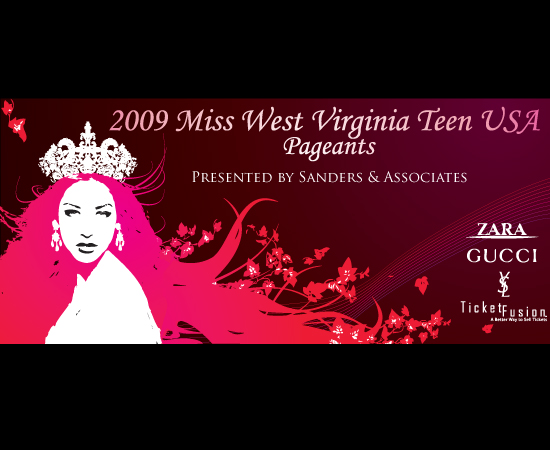 2009 Miss West Virginia Teen USA
Pageants
Presented by Sanders & Associates
ZARA
GUCCI
YSL
TicketFusion
A Better Way to Sell Tickets